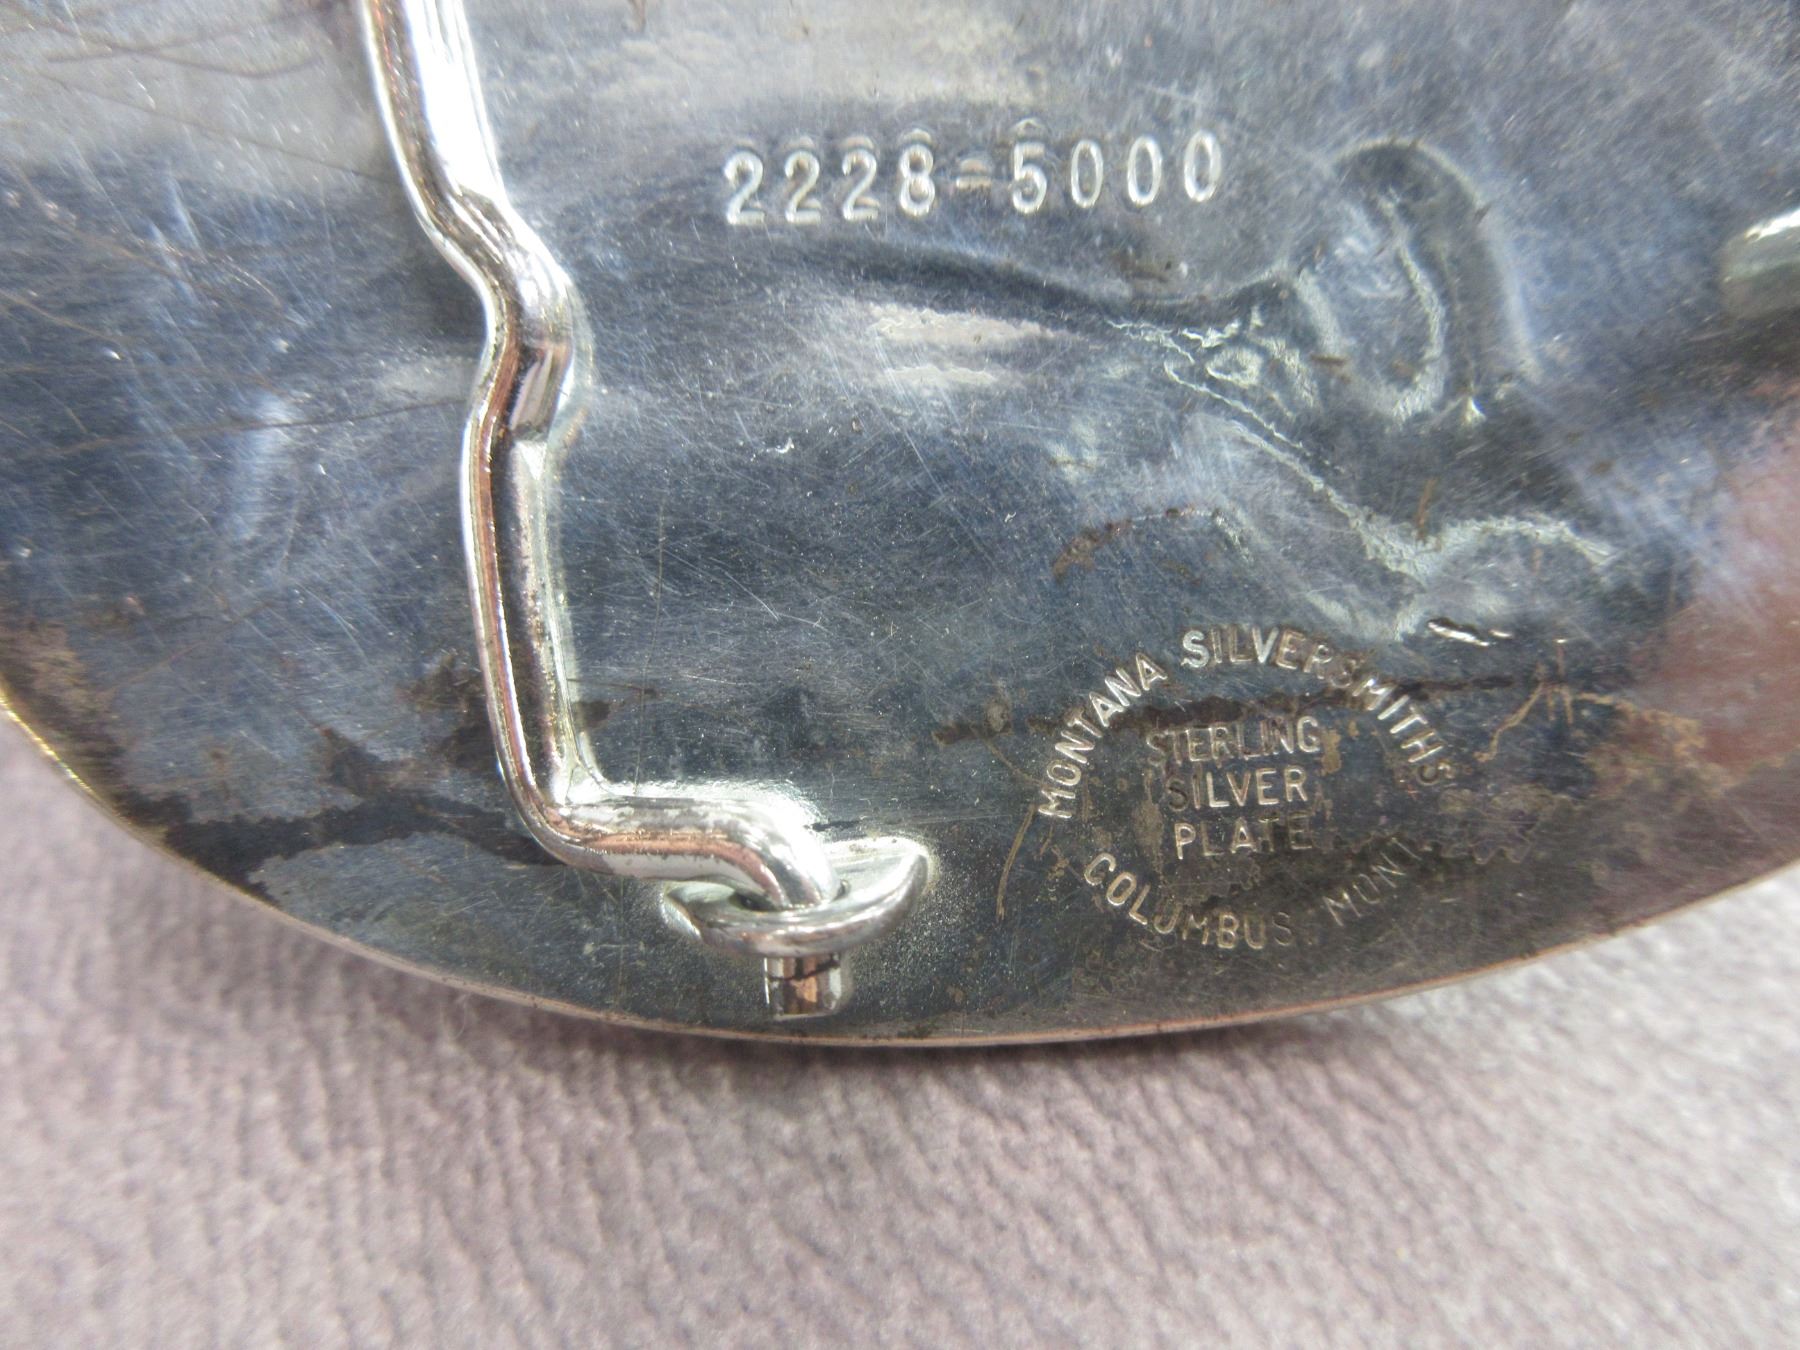 2228-5000
MONTANA SILVERSMITHS
STERLING
SILVER
PLATE
COLUMBUS, MONT.